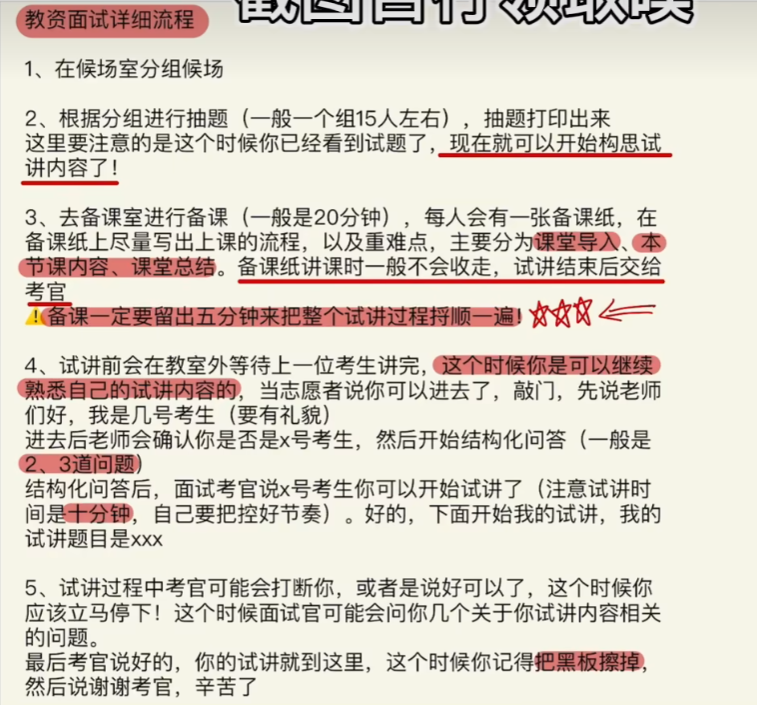 截图自行领取噢
教资面试详细流程
1、在候场室分组候场
2、根据分组进行抽题（一般一个组15人左右），抽题打印出来
这里要注意的是这个时候你已经看到试题了，现在就可以开始构思试
讲内容了！
3、去备课室进行备课（一般是20分钟），每人会有一张备课纸，在
备课纸上尽量写出上课的流程，以及重难点，主要分为课堂导入、本
节课内容、课堂总结。备课纸讲课时一般不会收走，试讲结束后交给
考官
⚠️备课一定要留出五分钟来把整个试讲过程捋顺一遍！
4、试讲前会在教室外等待上一位考生讲完，这个时候你是可以继续
熟悉自己的试讲内容的，当志愿者说你可以进去了，敲门，先说老师
们好，我是几号考生（要有礼貌）
进去后老师会确认你是否是x号考生，然后开始结构化问答（一般是
2、3道问题）
结构化问答后，面试考官说x号考生你可以开始试讲了（注意试讲时
间是十分钟，自己要把控好节奏）。好的，下面开始我的试讲，我的
试讲题目是xxx
5、试讲过程中考官可能会打断你，或者是说好可以了，这个时候你
应该立马停下！这个时候面试官可能会问你几个关于你试讲内容相关
的问题。
最后考官说好的，你的试讲就到这里，这个时候你记得把黑板擦掉，
然后说谢谢考官，辛苦了